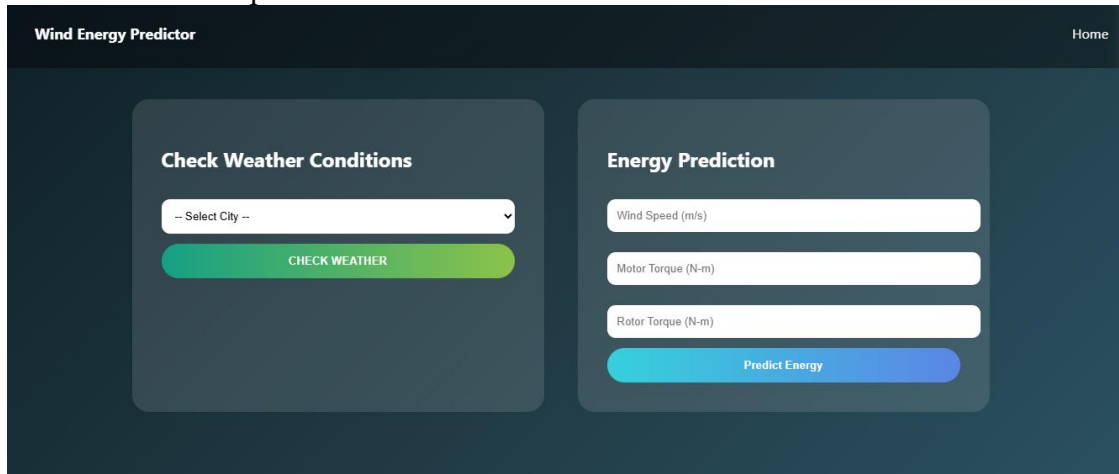 Wind Energy Predictor
Home
Check Weather Conditions
-- Select City --
CHECK WEATHER
Energy Prediction
Wind Speed (m/s)
Motor Torque (N-m)
Rotor Torque (N-m)
Predict Energy